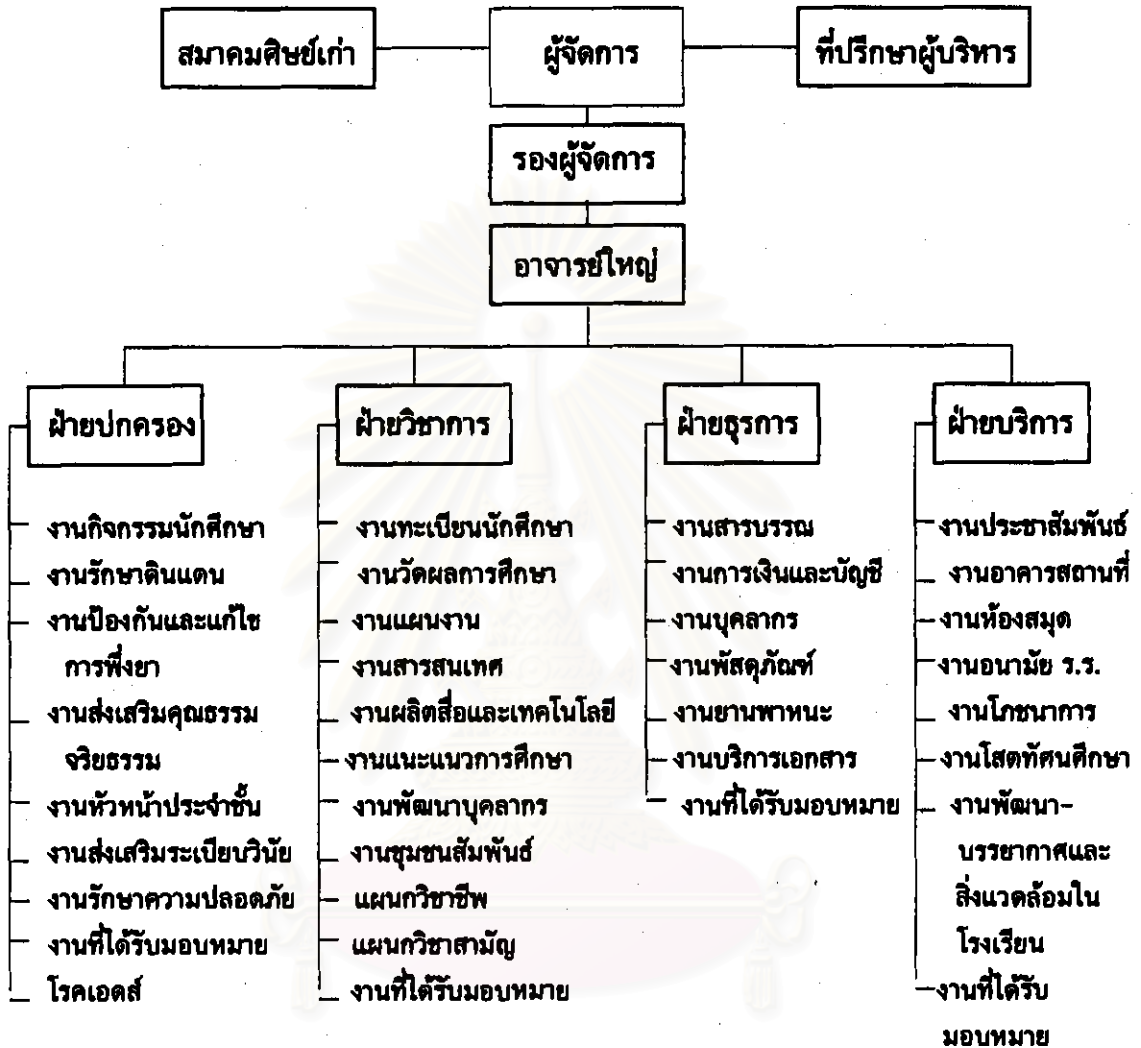 สมาคมศิษย์เก่า
ผู้จัดการ
ที่ปรึกษาผู้บริหาร
รองผู้จัดการ
อาจารย์ใหญ่
ฝ่ายปกครอง
งานกิจกรรมนักศึกษา
งานรักษาดินแดน
งานป้องกันและแก้ไข
การพึ่งยา
งานส่งเสริมคุณธรรม
จริยธรรม
งานหัวหน้าประจำชั้น
งานส่งเสริมระเบียบวินัย
งานรักษาความปลอดภัย
งานที่ได้รับมอบหมาย
โรคเอดส์
ฝ่ายวิชาการ
งานทะเบียนนักศึกษา
งานวัดผลการศึกษา
งานแผนงาน
งานสารสนเทศ
งานผลิตสื่อและเทคโนโลยี
งานแนะแนวการศึกษา
งานพัฒนาบุคลากร
งานชุมชนสัมพันธ์
แผนกวิชาชีพ
แผนกวิชาสามัญ
งานที่ได้รับมอบหมาย
ฝ่ายธุรการ
งานสารบรรณ
งานการเงินและบัญชี
งานบุคลากร
งานพัสดุภัณฑ์
งานยานพาหนะ
งานบริการเอกสาร
งานที่ได้รับมอบหมาย
ฝ่ายบริการ
งานประชาสัมพันธ์
งานอาคารสถานที่
งานห้องสมุด
งานอนามัย ร.ร.
งานโภชนาการ
งานโสตทัศนศึกษา
งานพัฒนา-
บรรยากาศและ
สิ่งแวดล้อมใน
โรงเรียน
งานที่ได้รับ
มอบหมาย